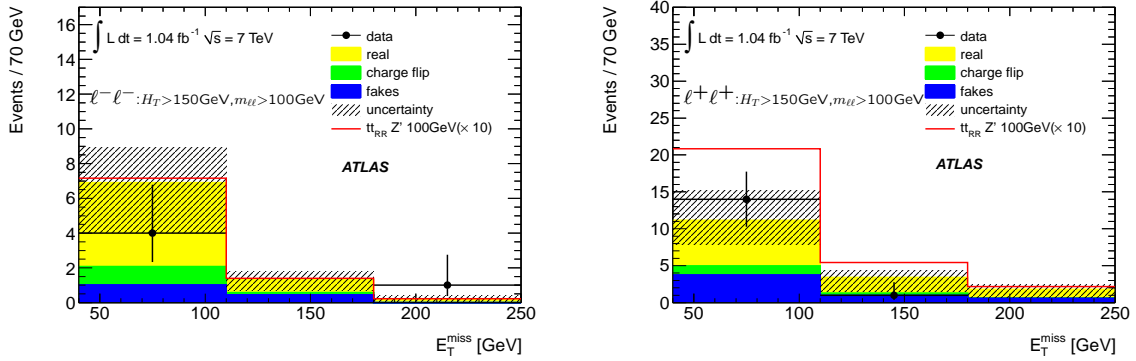 Events / 70 GeV
16
14
12
10
8
6
4
2
0
50 100 150 200 250
E_T^miss [GeV]
∫ L dt = 1.04 fb⁻¹ √s = 7 TeV
ℓ⁻ℓ⁻: H_T>150GeV, m_ℓℓ>100GeV
data
real
charge flip
fakes
uncertainty
tt_RR Z' 100GeV(× 10)
ATLAS
Events / 70 GeV
40
35
30
25
20
15
10
5
0
50 100 150 200 250
E_T^miss [GeV]
∫ L dt = 1.04 fb⁻¹ √s = 7 TeV
ℓ⁺ℓ⁺: H_T>150GeV, m_ℓℓ>100GeV
data
real
charge flip
fakes
uncertainty
tt_RR Z' 100GeV(× 10)
ATLAS